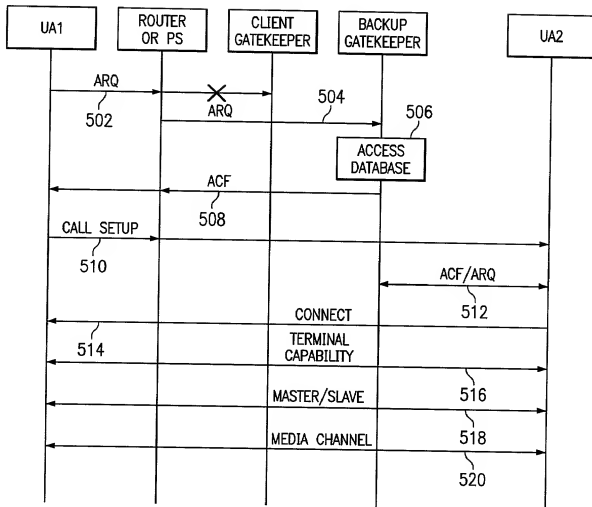 UA1
ROUTER
OR PS
CLIENT
GATEKEEPER
BACKUP
GATEKEEPER
UA2
ARQ
502
ARQ
504
506
ACCESS
DATABASE
ACF
508
CALL SETUP
510
ACF/ARQ
512
CONNECT
514
TERMINAL
CAPABILITY
516
MASTER/SLAVE
518
MEDIA CHANNEL
520